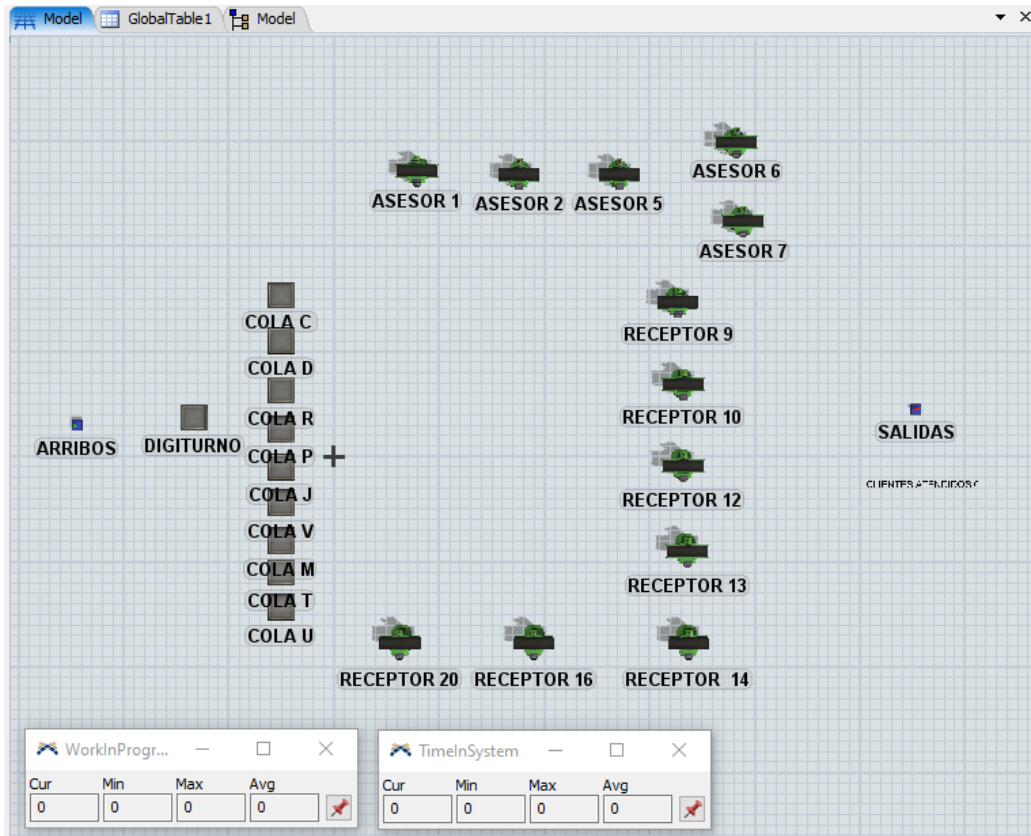 Model GlobalTable1 Model
ASESOR 1
ASESOR 2
ASESOR 5
ASESOR 6
ASESOR 7
COLA C
COLA D
COLA R
COLA P
COLA J
COLA V
COLA M
COLA T
COLA U
ARRIBOS
DIGITURNO
RECEPTOR 9
RECEPTOR 10
RECEPTOR 12
RECEPTOR 13
SALIDAS
CLIENTES ATENDIDOS
RECEPTOR 20
RECEPTOR 16
RECEPTOR 14
WorkInProgr...
Cur Min Max Avg
0 0 0 0
TimeInSystem
Cur Min Max Avg
0 0 0 0